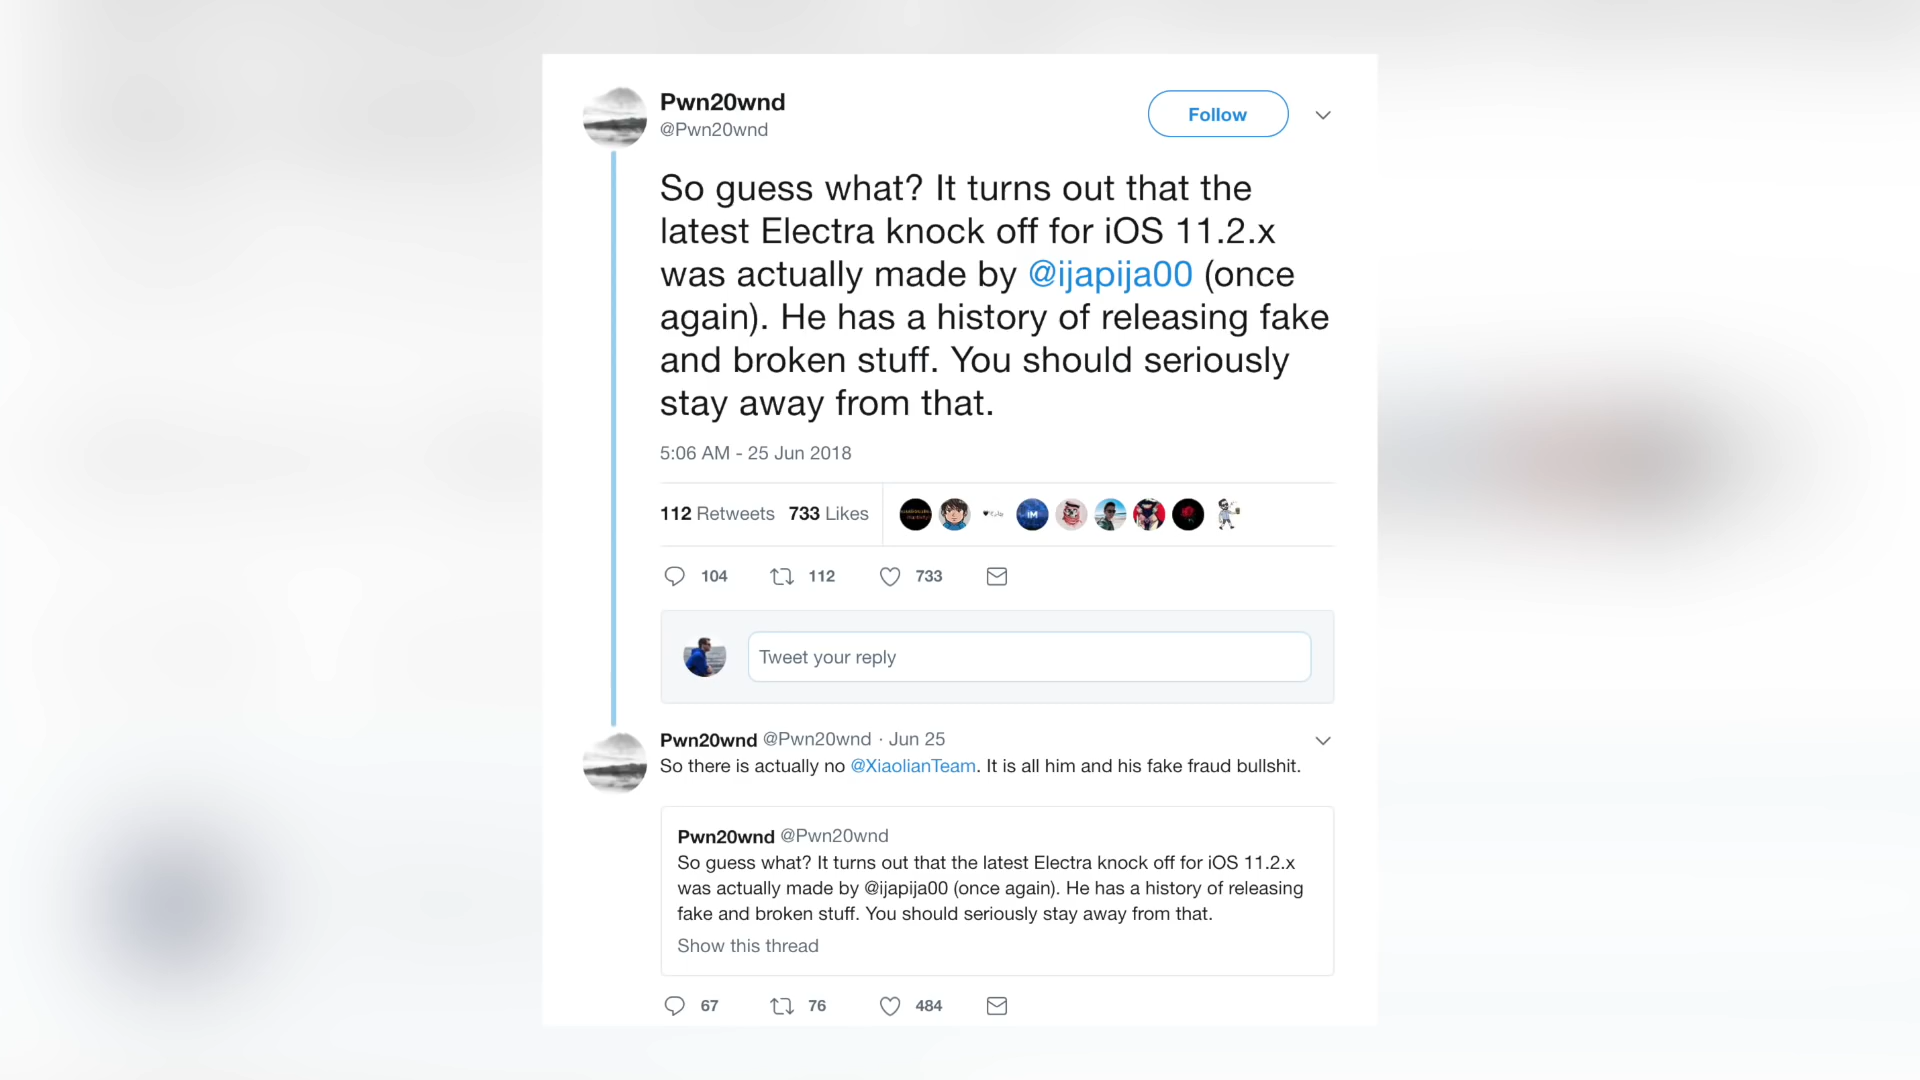 Pwn20wnd
@Pwn20wnd
Follow
So guess what? It turns out that the
latest Electra knock off for iOS 11.2.x
was actually made by @ijapija00 (once
again). He has a history of releasing fake
and broken stuff. You should seriously
stay away from that.
5:06 AM - 25 Jun 2018
112 Retweets 733 Likes
IM
104 112 733
Tweet your reply
Pwn20wnd @Pwn20wnd · Jun 25
So there is actually no @XiaolianTeam. It is all him and his fake fraud bullshit.
Pwn20wnd @Pwn20wnd
So guess what? It turns out that the latest Electra knock off for iOS 11.2.x
was actually made by @ijapija00 (once again). He has a history of releasing
fake and broken stuff. You should seriously stay away from that.
Show this thread
67 76 484